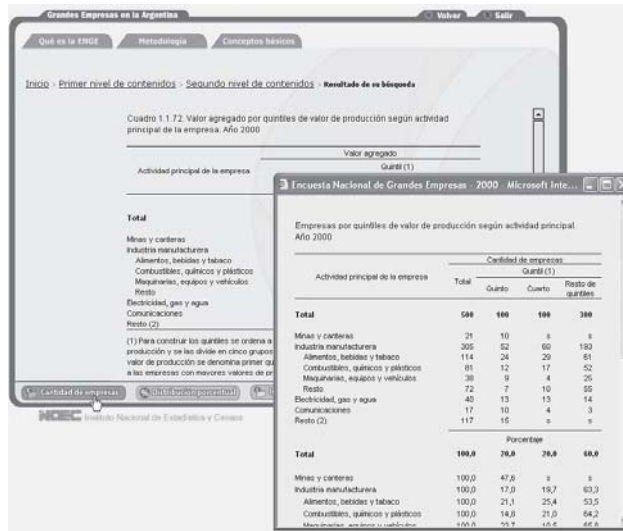 Grandes Empresas en la Argentina
Volver
Salir
Qué es la ENGE
Metodología
Conceptos básicos
Inicio > Primer nivel de contenidos > Segundo nivel de contenidos > Resultado de su búsqueda
Cuadro 1.1.72. Valor agregado por quintiles de valor de producción según actividad
principal de la empresa. Año 2000
Valor agregado
Actividad principal de la empresa
Quintil (1)
Total
Minas y canteras
Industria manufacturera
Alimentos, bebidas y tabaco
Combustibles, químicos y plásticos
Maquinarias, equipos y vehículos
Resto
Electricidad, gas y agua
Comunicaciones
Resto (2)
(1) Para construir los quintiles se ordena a
producción y se las divide en cinco grupos
valor de producción se denomina primer qu
a las empresas con mayores valores de pr
Cantidad de empresas
Distribución porcentual
INDEC Instituto Nacional de Estadística y Censos
Encuesta Nacional de Grandes Empresas - 2000 - Microsoft Inte...
Empresas por quintiles de valor de producción según actividad principal.
Año 2000
Cantidad de empresas
Actividad principal de la empresa
Total
Quintil (1)
Quinto Cuarto Resto de
quintiles
Total 500 100 100 300
Minas y canteras 21 10 s s
Industria manufacturera 305 52 60 193
Alimentos, bebidas y tabaco 114 24 29 61
Combustibles, químicos y plásticos 81 12 17 52
Maquinarias, equipos y vehículos 38 9 4 25
Resto 72 7 10 55
Electricidad, gas y agua 40 13 13 14
Comunicaciones 17 10 4 3
Resto (2) 117 15 s s
Porcentaje
Total 100,0 20,0 20,0 60,0
Minas y canteras 100,0 47,6 s s
Industria manufacturera 100,0 17,0 19,7 63,3
Alimentos, bebidas y tabaco 100,0 21,1 25,4 53,5
Combustibles, químicos y plásticos 100,0 14,8 21,0 64,2
Maquinarias, equipos y vehículos 100,0 23,7 10,5 65,8